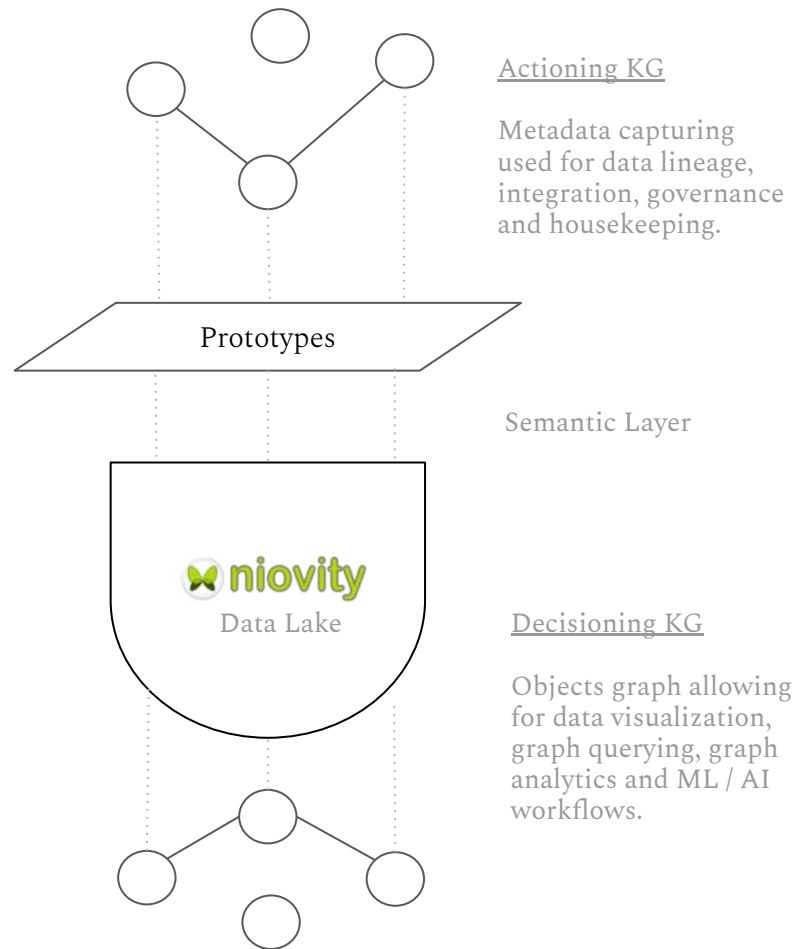 Actioning KG
Metadata capturing
used for data lineage,
integration, governance
and housekeeping.
Prototypes
Semantic Layer
niovity
Data Lake
Decisioning KG
Objects graph allowing
for data visualization,
graph querying, graph
analytics and ML / AI
workflows.